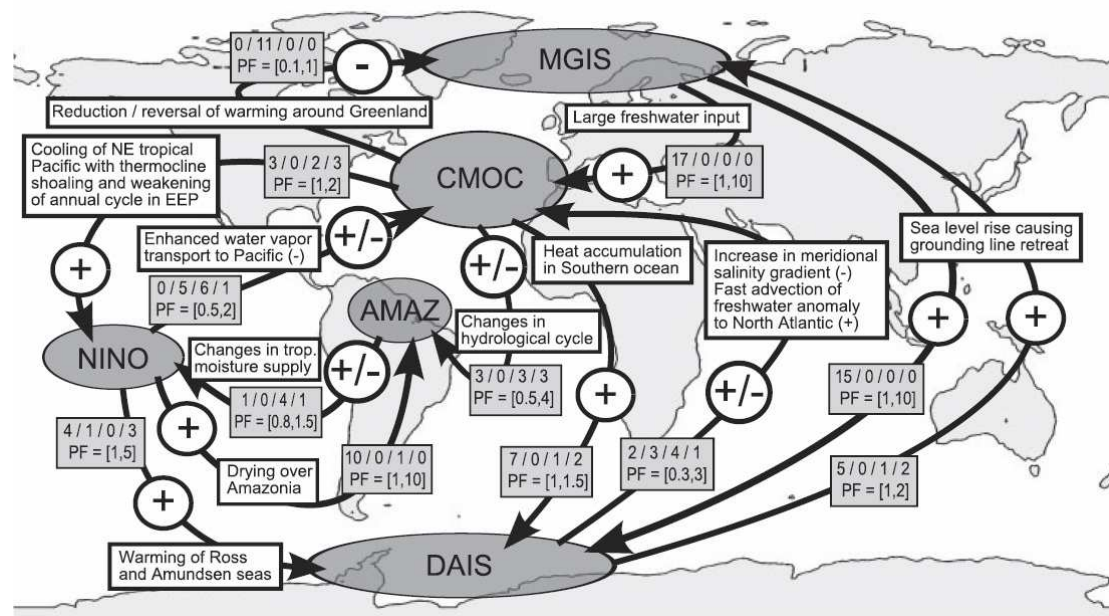 0 / 11 / 0 / 0
PF = [0.1,1]
-
MGIS
Reduction / reversal of warming around Greenland
Large freshwater input
Cooling of NE tropical
Pacific with thermocline
shoaling and weakening
of annual cycle in EEP
3 / 0 / 2 / 3
PF = [1,2]
CMOC
+
17 / 0 / 0 / 0
PF = [1,10]
Enhanced water vapor
transport to Pacific (-)
+/-
+
0 / 5 / 6 / 1
PF = [0.5,2]
+/-
Heat accumulation
in Southern ocean
Increase in meridional
salinity gradient (-)
Fast advection of
freshwater anomaly
to North Atlantic (+)
Sea level rise causing
grounding line retreat
AMAZ
Changes in
hydrological cycle
+
+
NINO
Changes in trop.
moisture supply
+/-
3 / 0 / 3 / 3
PF = [0.5,4]
+
+/-
15 / 0 / 0 / 0
PF = [1,10]
1 / 0 / 4 / 1
PF = [0.8,1.5]
+
4 / 1 / 0 / 3
PF = [1,5]
Drying over
Amazonia
10 / 0 / 1 / 0
PF = [1,10]
7 / 0 / 1 / 2
PF = [1,1.5]
2 / 3 / 4 / 1
PF = [0.3,3]
5 / 0 / 1 / 2
PF = [1,2]
+
Warming of Ross
and Amundsen seas
DAIS